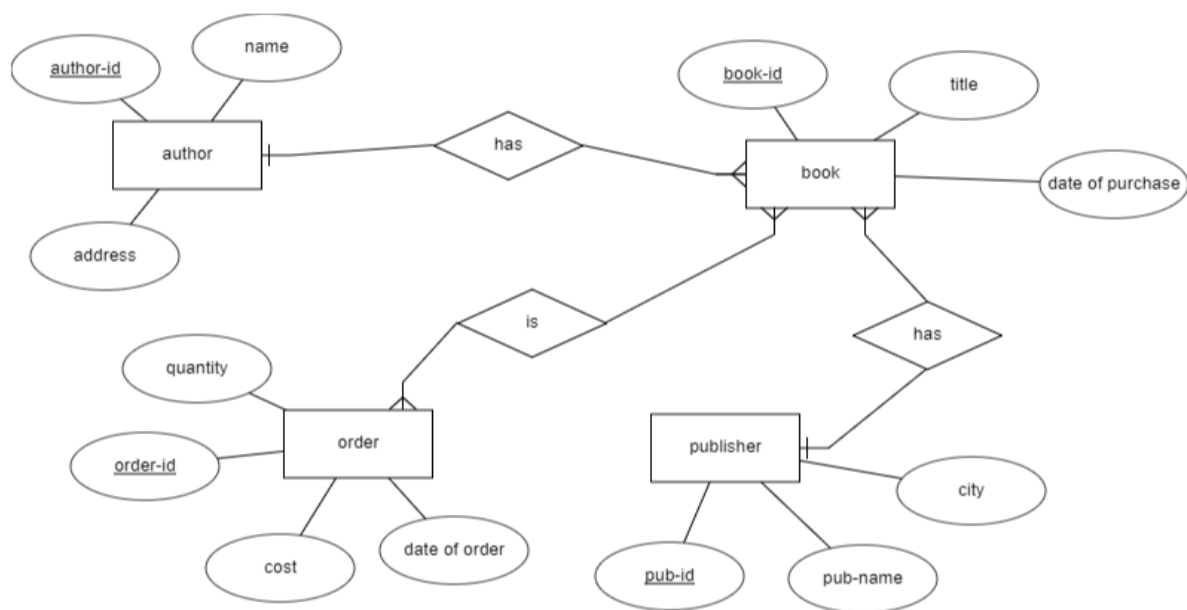 name
author-id
book-id
title
has
author
book
date of purchase
address
is
has
quantity
order
publisher
order-id
city
date of order
cost
pub-id
pub-name